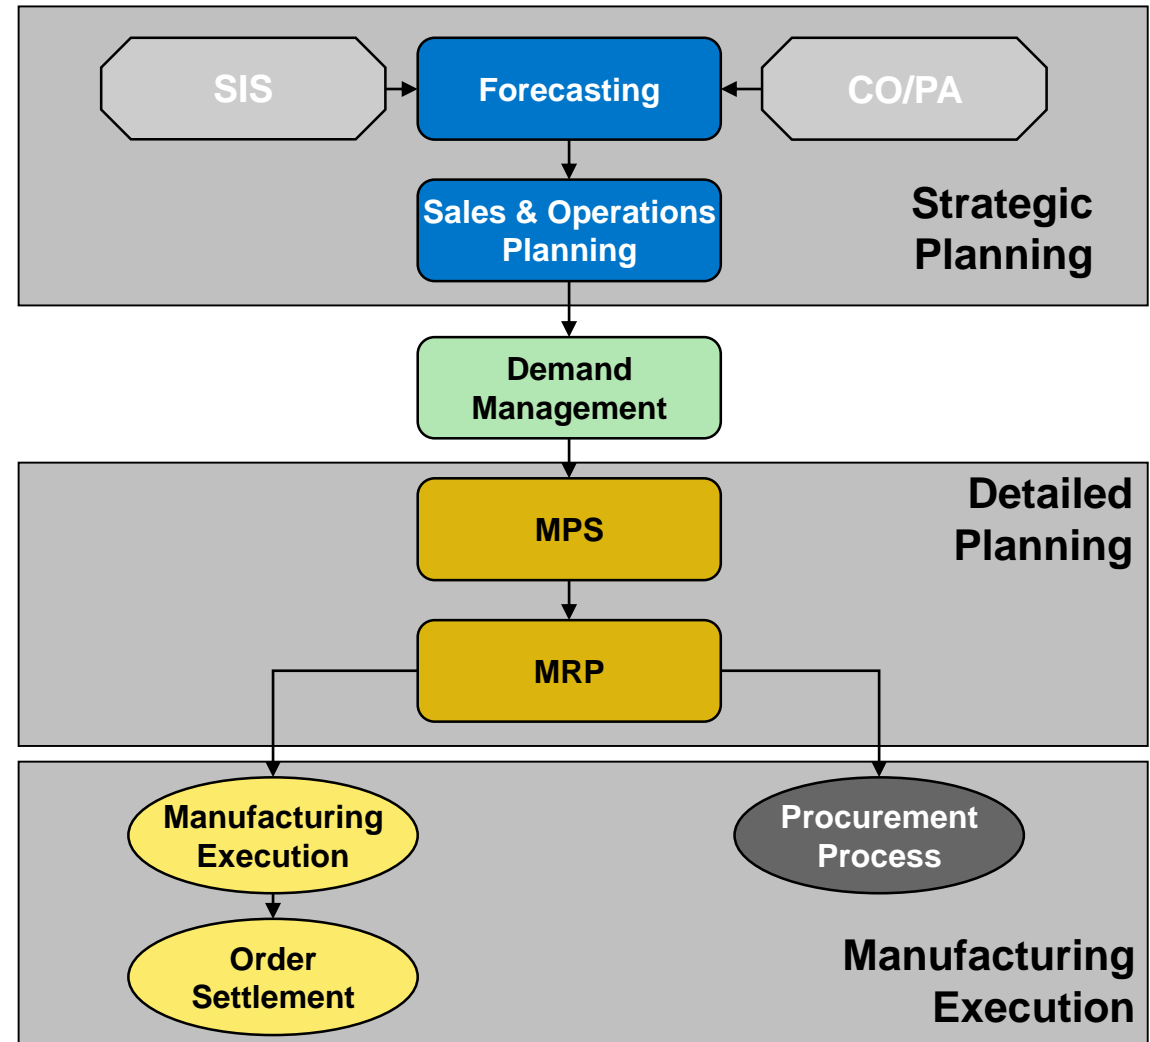 SIS
Forecasting
CO/PA
Sales & Operations
Planning
Strategic
Planning
Demand
Management
Detailed
Planning
MPS
MRP
Manufacturing
Execution
Procurement
Process
Order
Settlement
Manufacturing
Execution